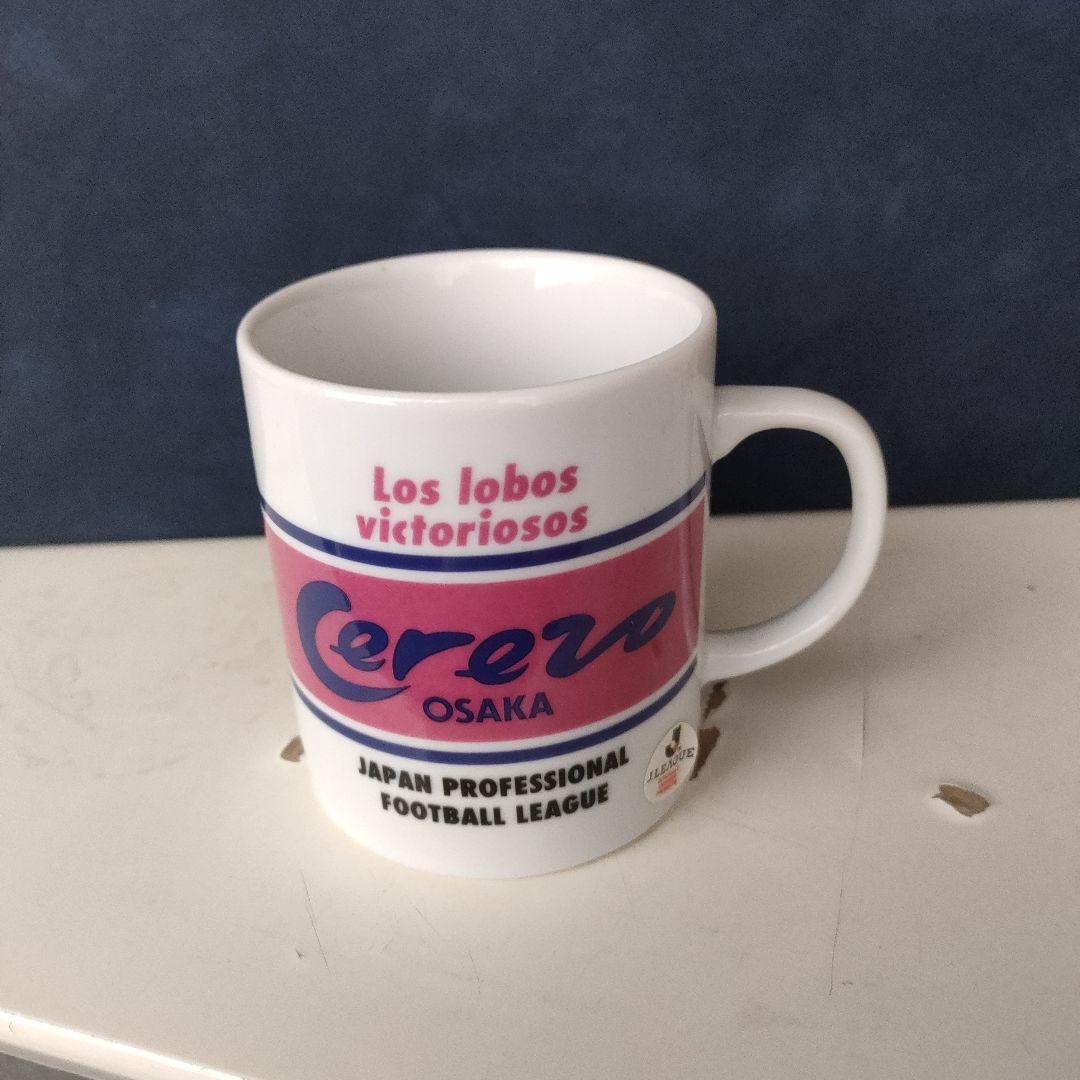 Los lobos
victoriosos
Cerezo
OSAKA
JAPAN PROFESSIONAL
FOOTBALL LEAGUE
J.LEAGUE